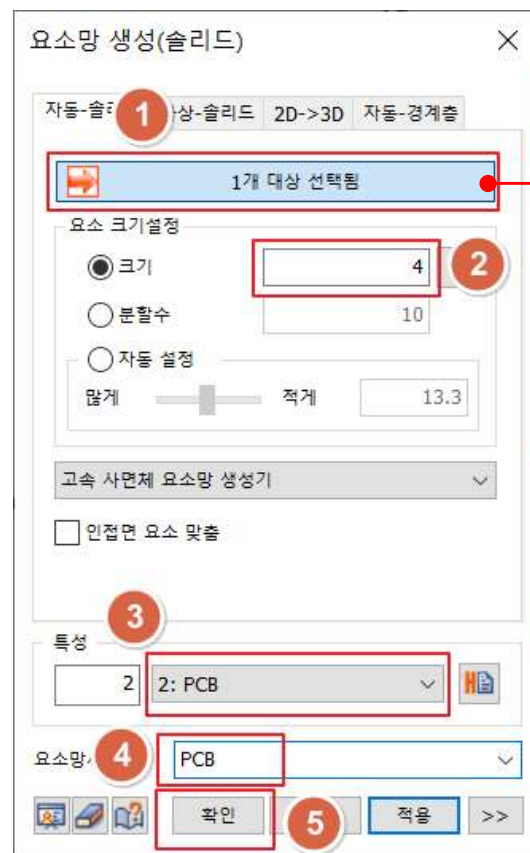 요소망 생성(솔리드)
자동-솔 1 사상-솔리드 2D->3D 자동-경계층
1개 대상 선택됨
요소 크기설정
크기 4 2
분할수 10
자동 설정
많게 적게 13.3
고속 사면체 요소망 생성기
인접면 요소 맞춤
3
특성
2 2: PCB
요소망 4 PCB
확인 5 적용 >>